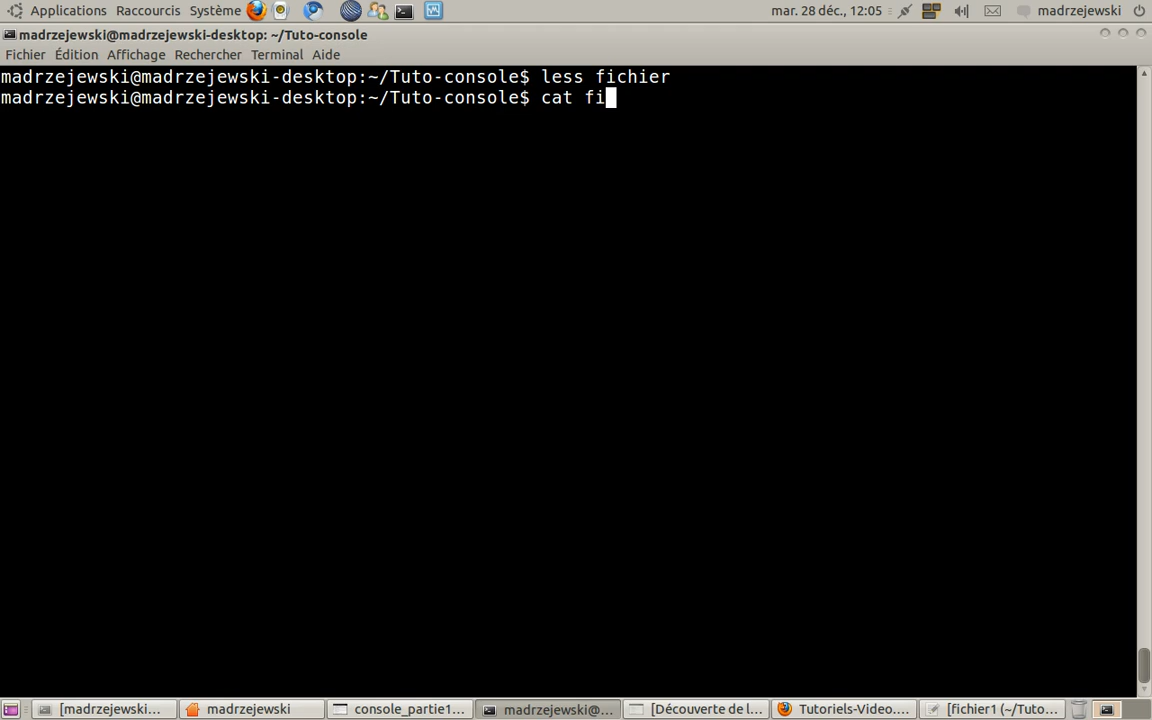 Applications Raccourcis Système mar. 28 déc., 12:05 madrzejewski
madrzejewski@madrzejewski-desktop: ~/Tuto-console
Fichier Édition Affichage Rechercher Terminal Aide
madrzejewski@madrzejewski-desktop:~/Tuto-console$ less fichier
madrzejewski@madrzejewski-desktop:~/Tuto-console$ cat fi
[madrzejewski... madrzejewski console_partie1... madrzejewski@... [Découverte de l... Tutoriels-Video.... [fichier1 (~/Tuto...